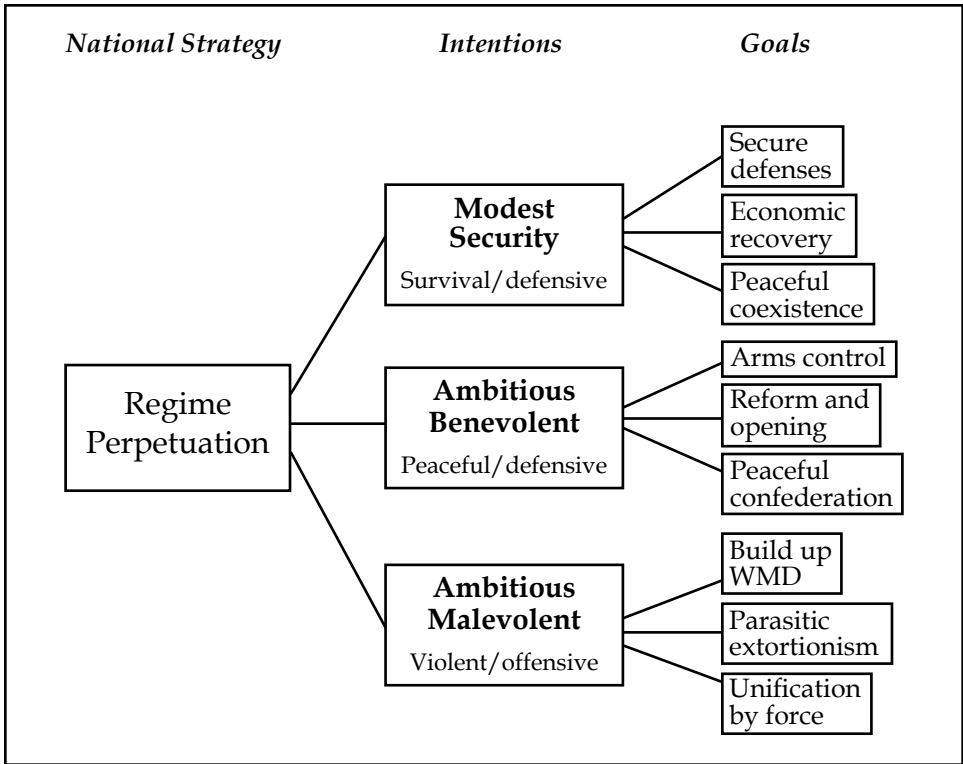 National Strategy
Intentions
Goals
Regime
Perpetuation
Modest
Security
Survival/defensive
Secure
defenses
Economic
recovery
Peaceful
coexistence
Ambitious
Benevolent
Peaceful/defensive
Arms control
Reform and
opening
Peaceful
confederation
Ambitious
Malevolent
Violent/offensive
Build up
WMD
Parasitic
extortionism
Unification
by force